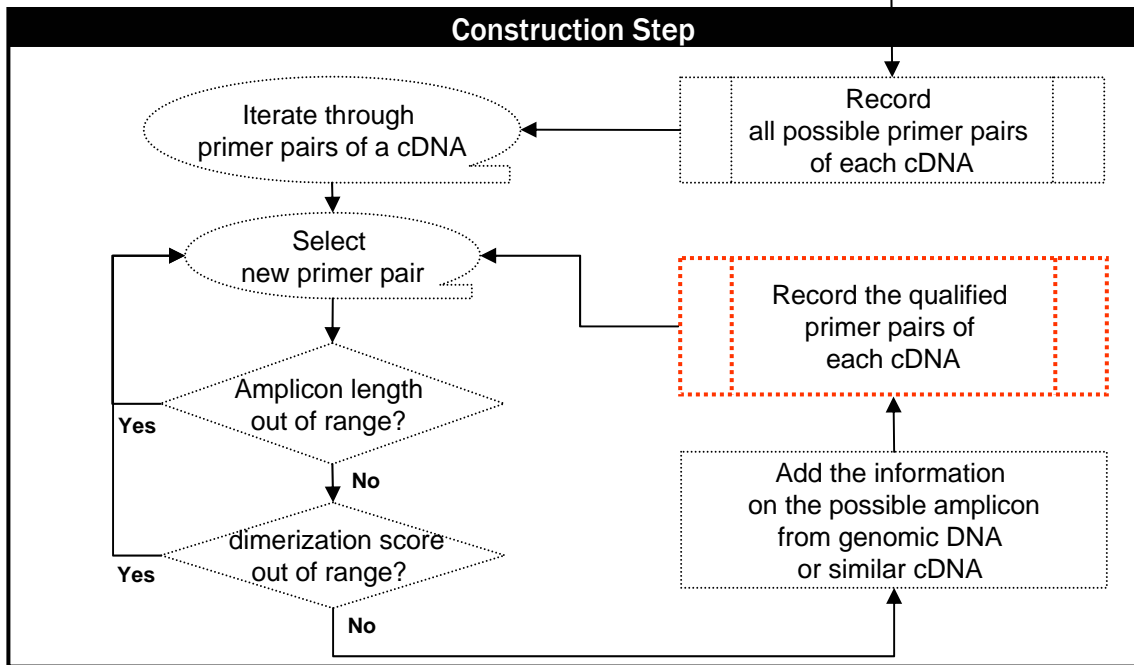 Construction Step
Record
all possible primer pairs
of each cDNA
Iterate through
primer pairs of a cDNA
Select
new primer pair
Record the qualified
primer pairs of
each cDNA
Amplicon length
out of range?
Yes
No
Add the information
on the possible amplicon
from genomic DNA
or similar cDNA
dimerization score
out of range?
Yes
No